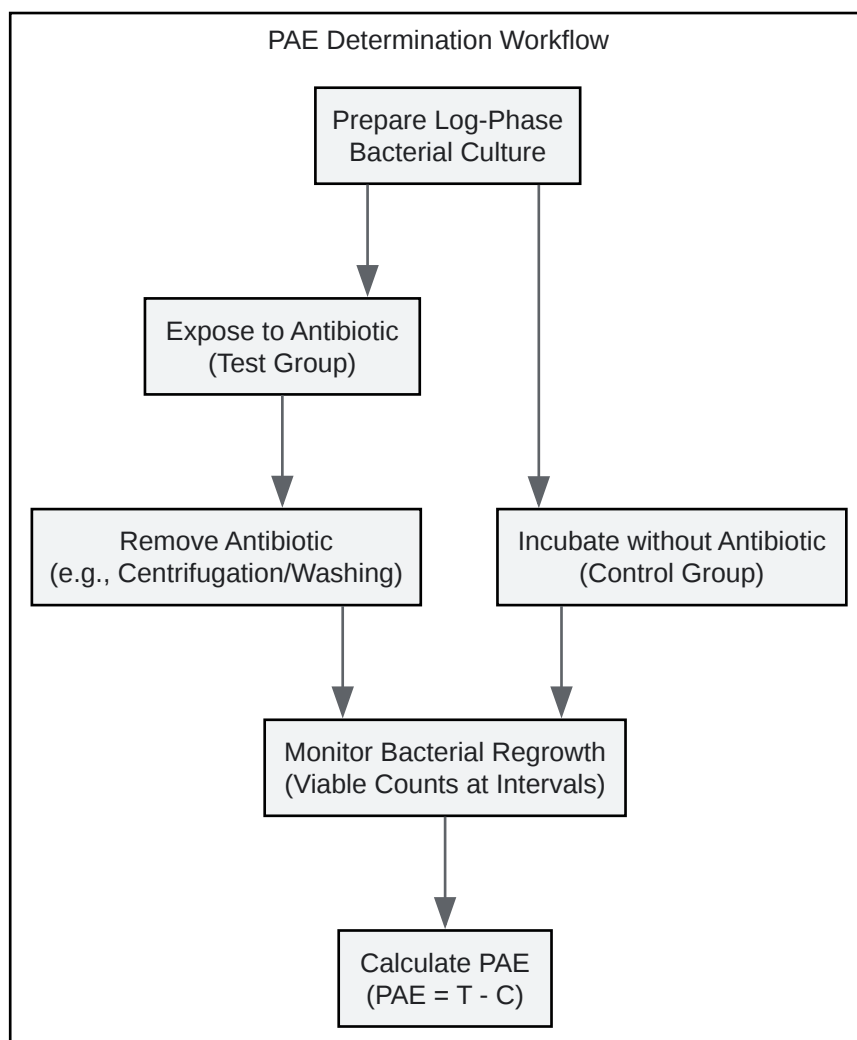 PAE Determination Workflow
Prepare Log-Phase
Bacterial Culture
Expose to Antibiotic
(Test Group)
Remove Antibiotic
(e.g., Centrifugation/Washing)
Incubate without Antibiotic
(Control Group)
Monitor Bacterial Regrowth
(Viable Counts at Intervals)
Calculate PAE
(PAE = T - C)